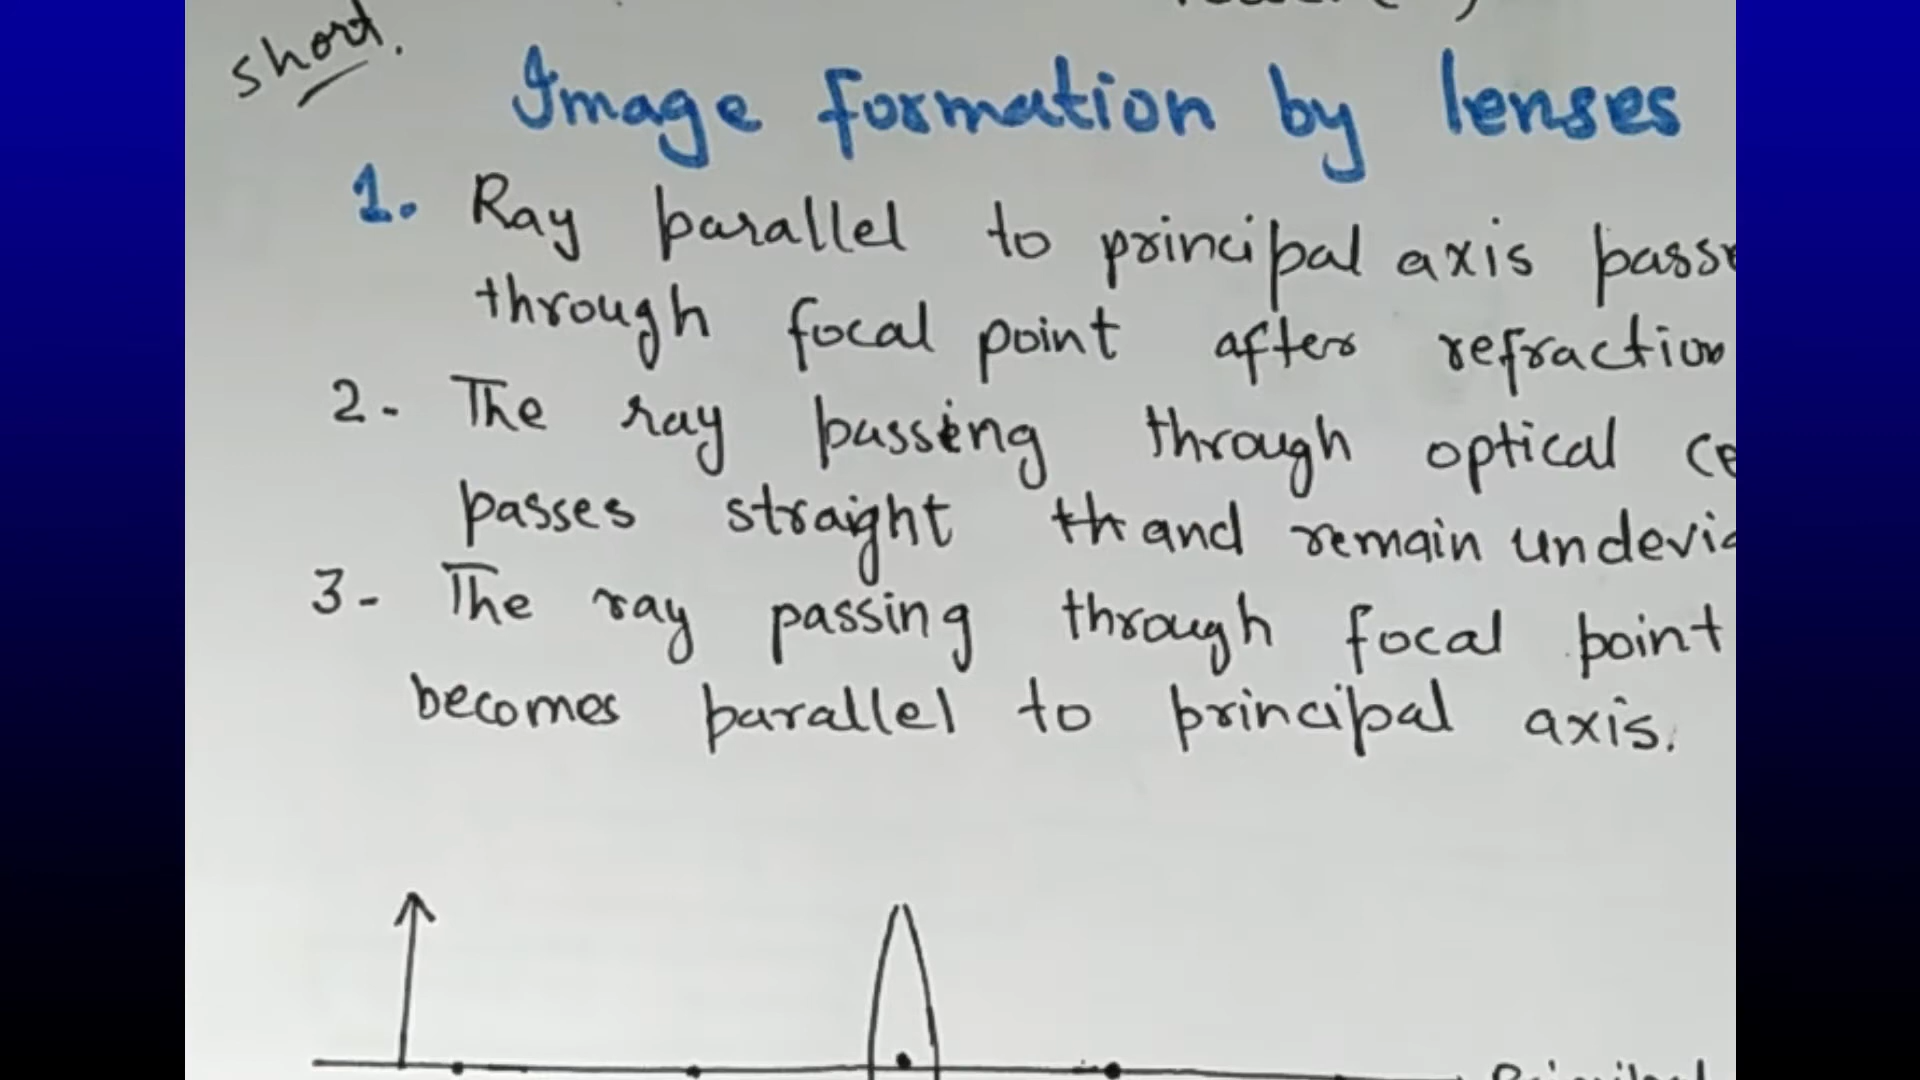 short.
Image formation by lenses
1. Ray parallel to principal axis
through focal point after refraction
2- The ray passing through optical
passes straight th and remain
3- The ray passing through focal point
becomes parallel to principal axis.